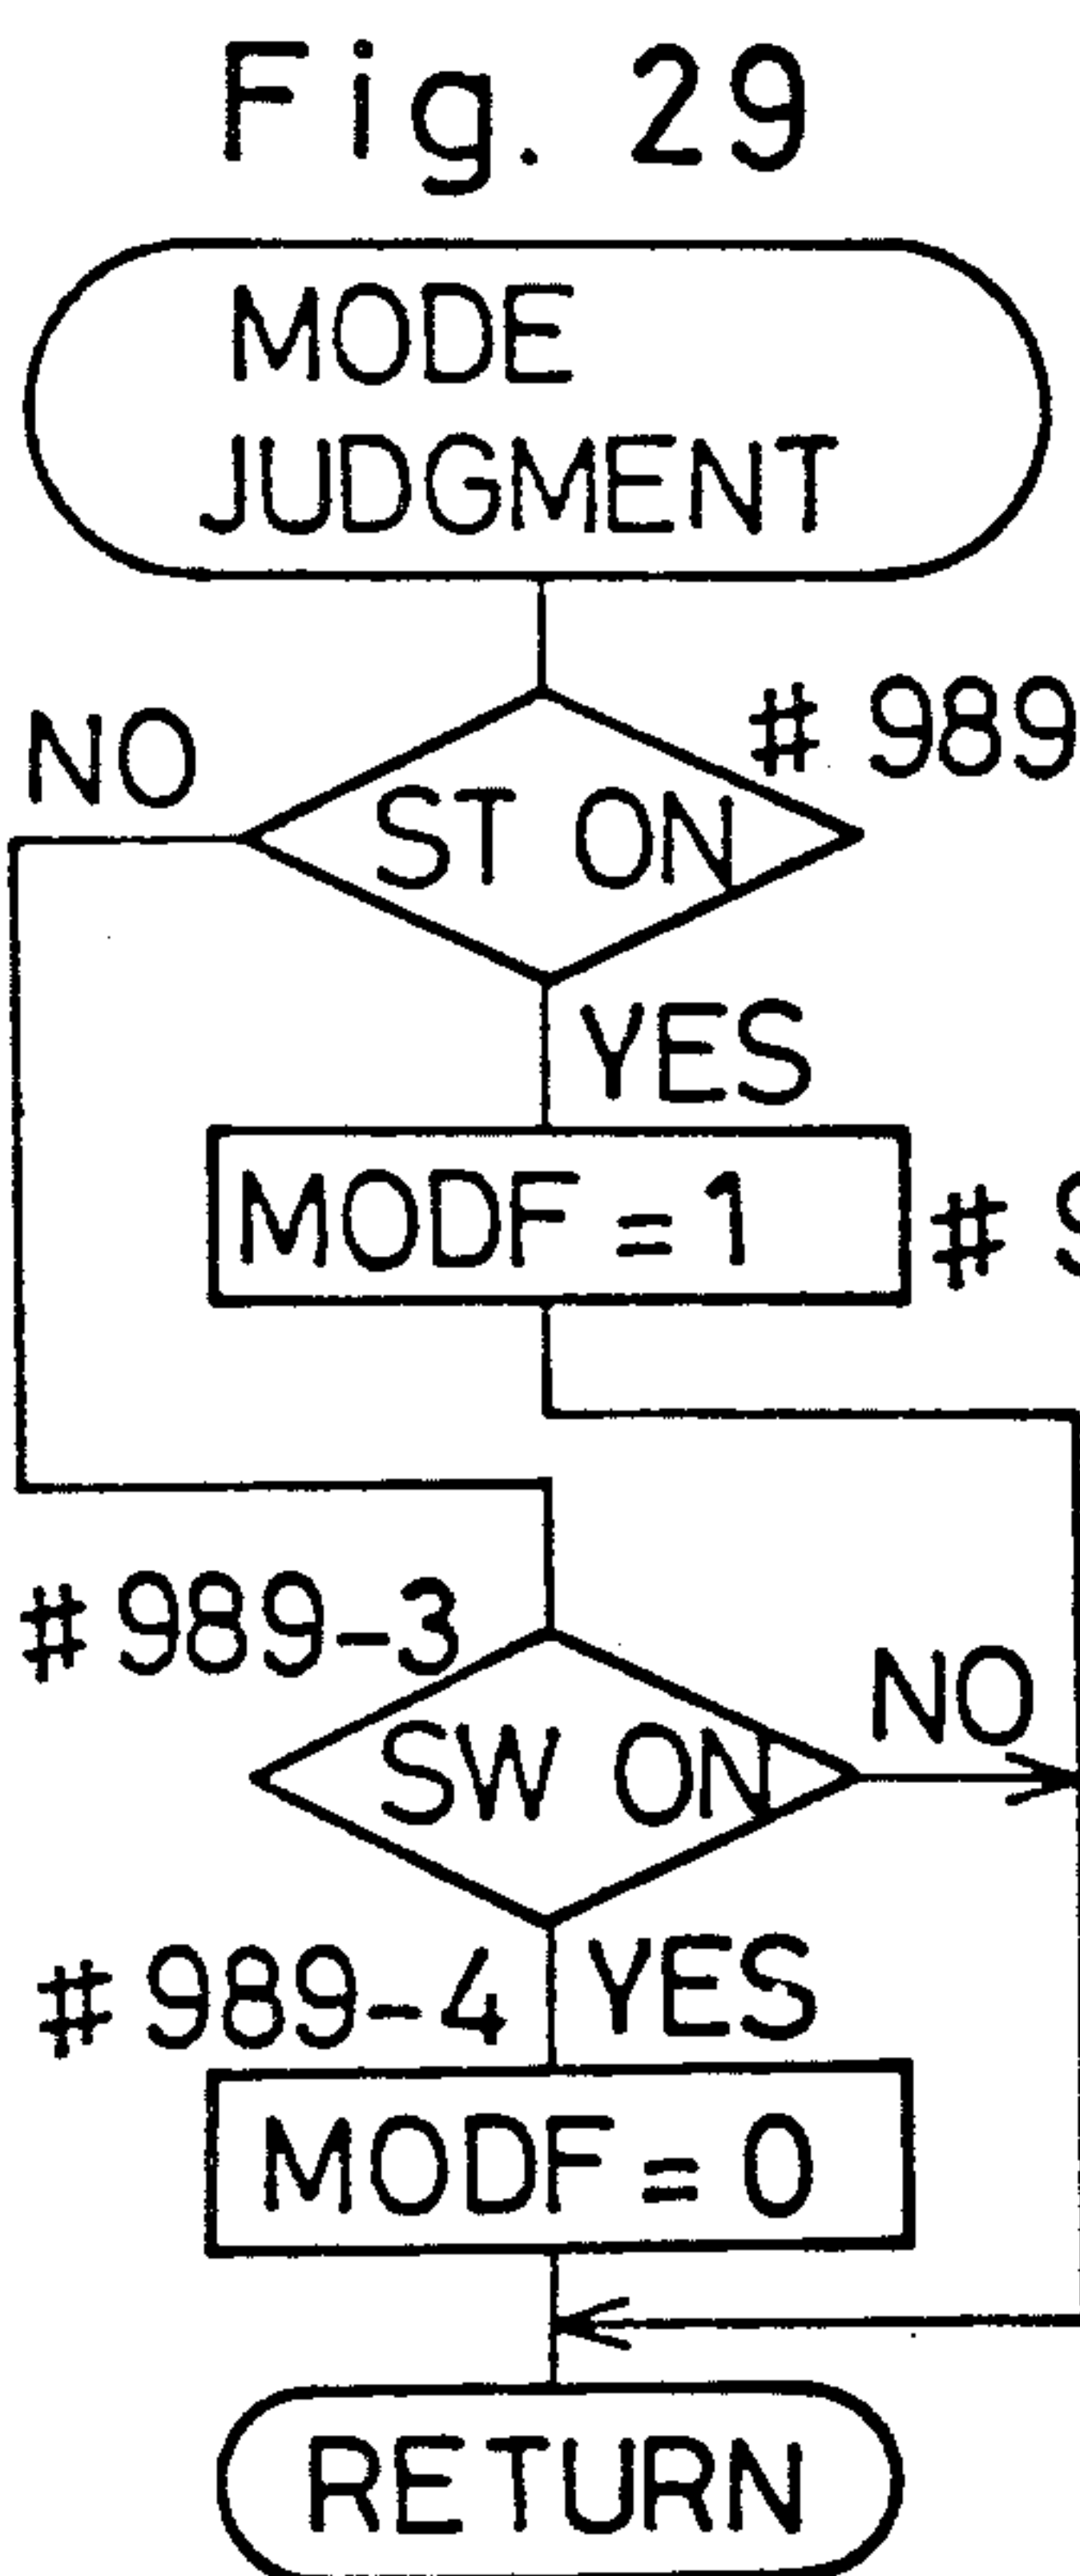 Fig. 29
MODE
JUDGMENT
NO
# 989
ST ON
YES
MODF = 1
#
# 989-3
NO
SW ON
# 989-4
YES
MODF = 0
RETURN